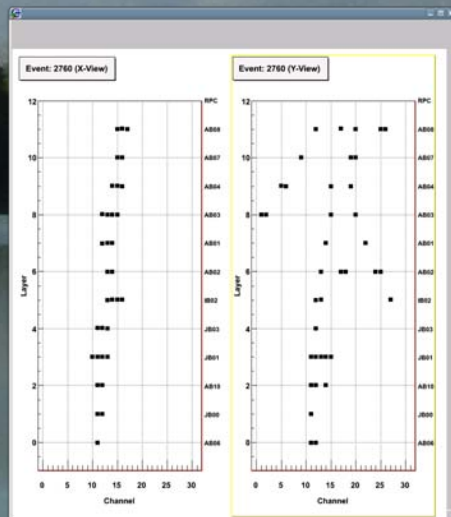 Event: 2760 (X-View)
12
10
8
6
4
2
0
Layer
RPC
AB08
AB07
AB04
AB03
AB01
AB02
IB02
JB03
JB01
AB10
JB00
AB06
0 5 10 15 20 25 30
Channel
Event: 2760 (Y-View)
12
10
8
6
4
2
0
Layer
RPC
AB08
AB07
AB04
AB03
AB01
AB02
IB02
JB03
JB01
AB10
JB00
AB06
0 5 10 15 20 25 30
Channel